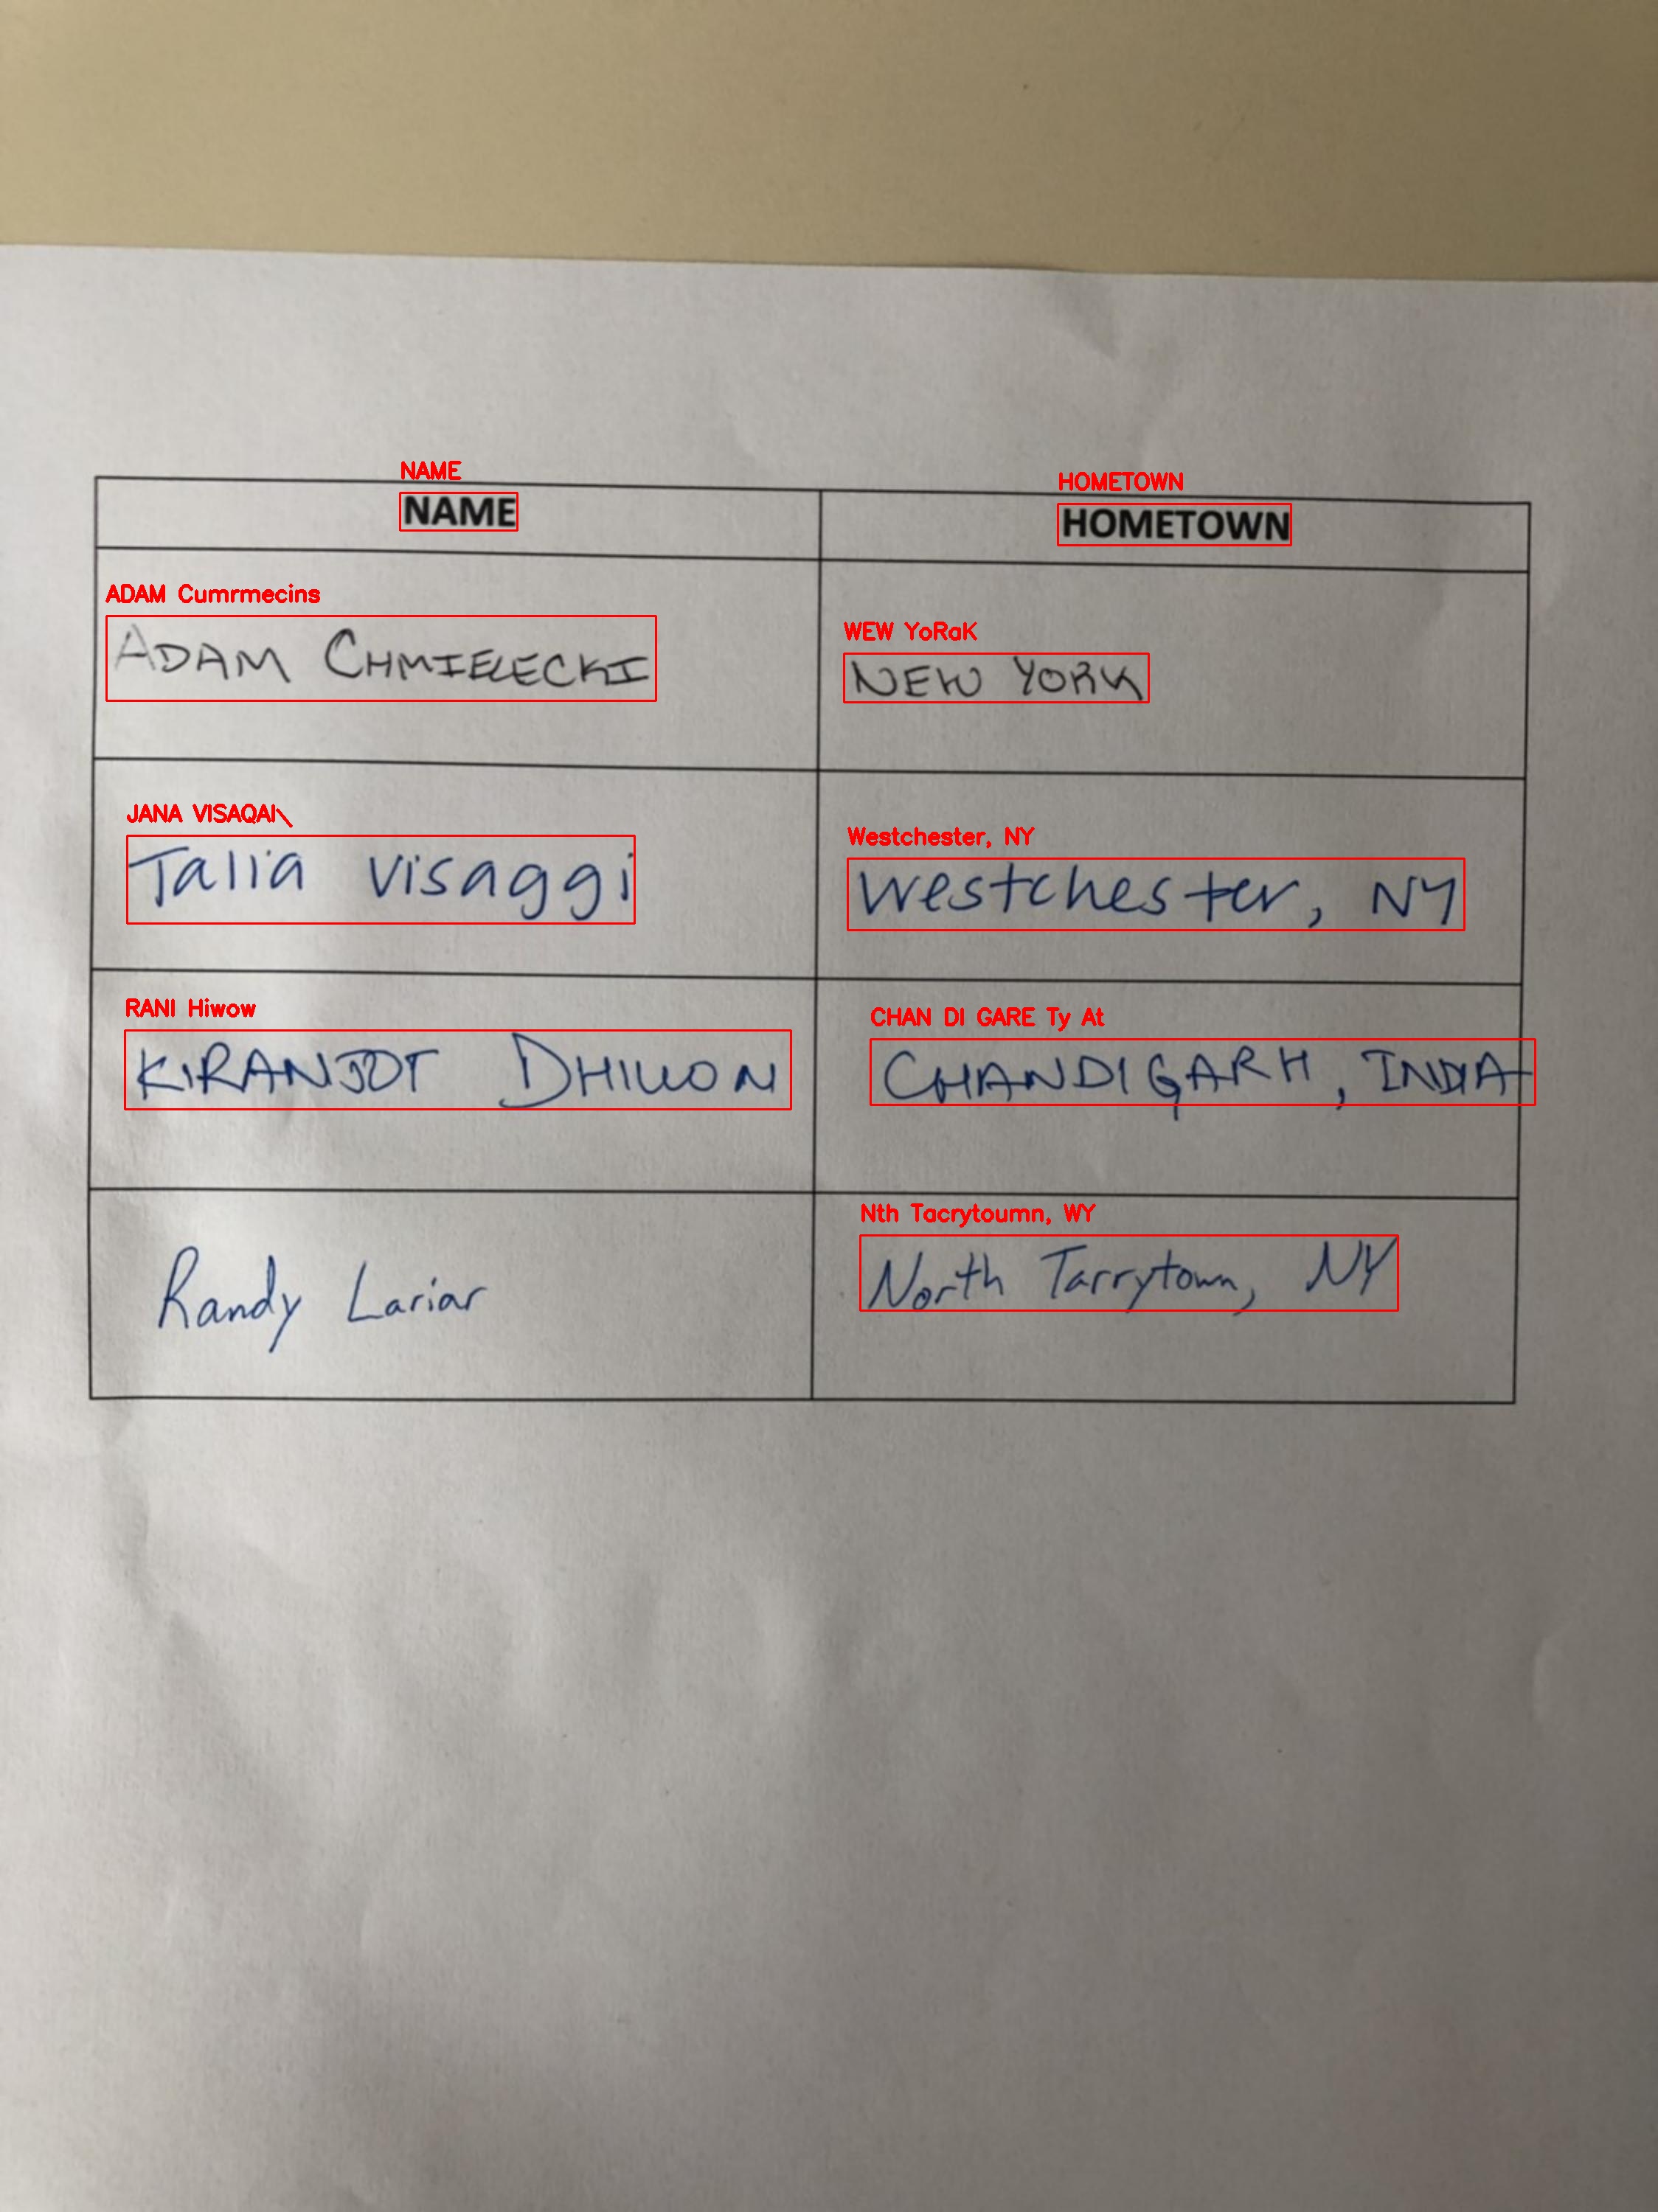 NAME
HOMETOWN
NAME
HOMETOWN
ADAM Cumrmecins
WEW YoRaK
ADAM CHMIELECKI
NEW YORK
JANA VISAQAI\
Westchester, NY
Talia Visaggi
Westchester, NY
RANI Hiwow
CHAN DI GARE Ty At
KIRANJOT DHILLON
CHANDIGARH, INDIA
Nth Tacrytoumn, WY
Randy Lariar
North Tarrytown, NY